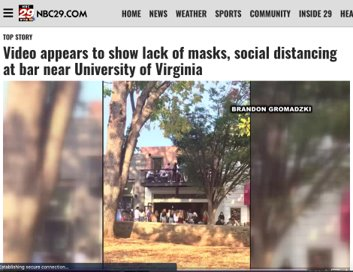 29
NBC29.COM
HOME NEWS WEATHER SPORTS COMMUNITY INSIDE 29 HEA
TOP STORY
Video appears to show lack of masks, social distancing
at bar near University of Virginia
BRANDON GROMADZKI
Establishing secure connection...